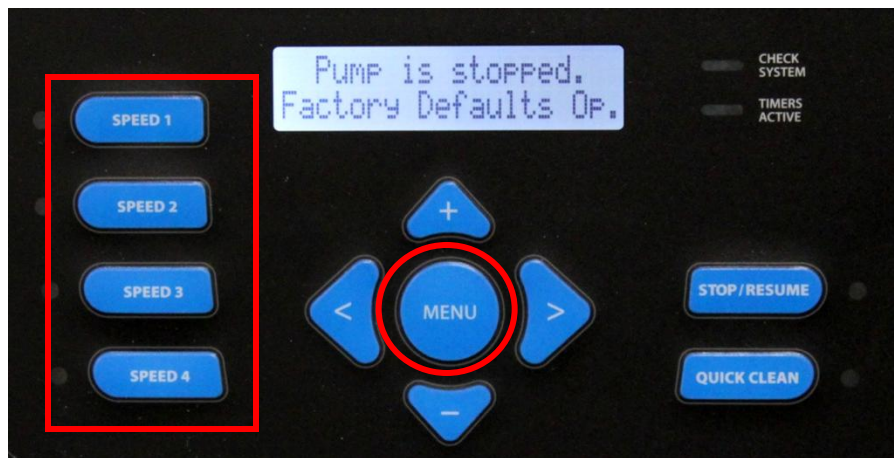 Pump is stopped.
Factory Defaults Op.
CHECK
SYSTEM
TIMERS
ACTIVE
SPEED 1
SPEED 2
SPEED 3
SPEED 4
+
<
MENU
>
−
STOP/RESUME
QUICK CLEAN